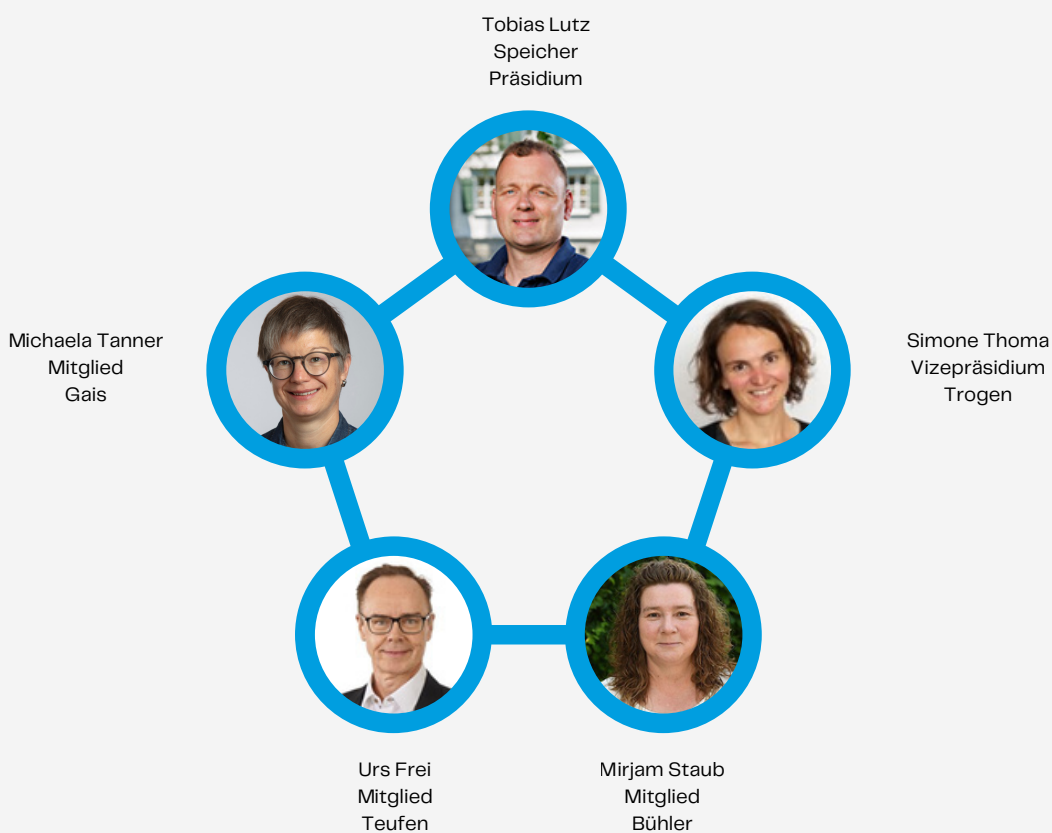 Tobias Lutz
Speicher
Präsidium
Michaela Tanner
Mitglied
Gais
Simone Thoma
Vizepräsidium
Trogen
Urs Frei
Mitglied
Teufen
Mirjam Staub
Mitglied
Bühler